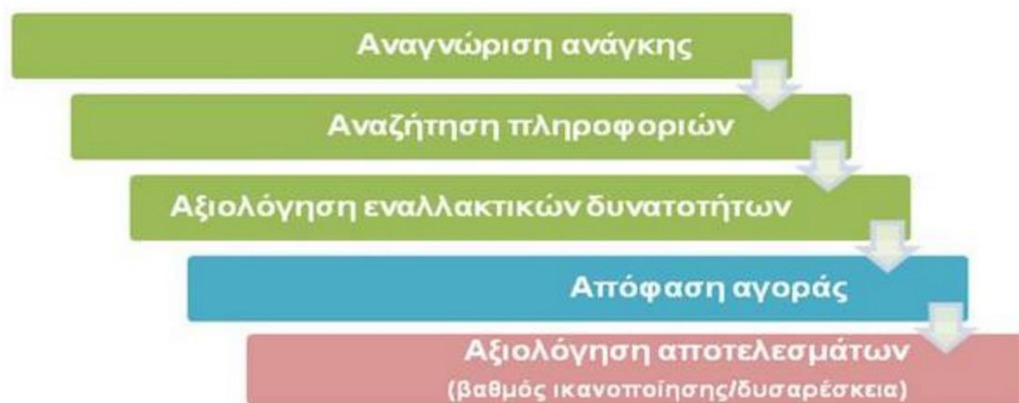 Αναγνώριση ανάγκης
Αναζήτηση πληροφοριών
Αξιολόγηση εναλλακτικών δυνατοτήτων
Απόφαση αγοράς
Αξιολόγηση αποτελεσμάτων
(βαθμός ικανοποίησης/δυσαρέσκεια)